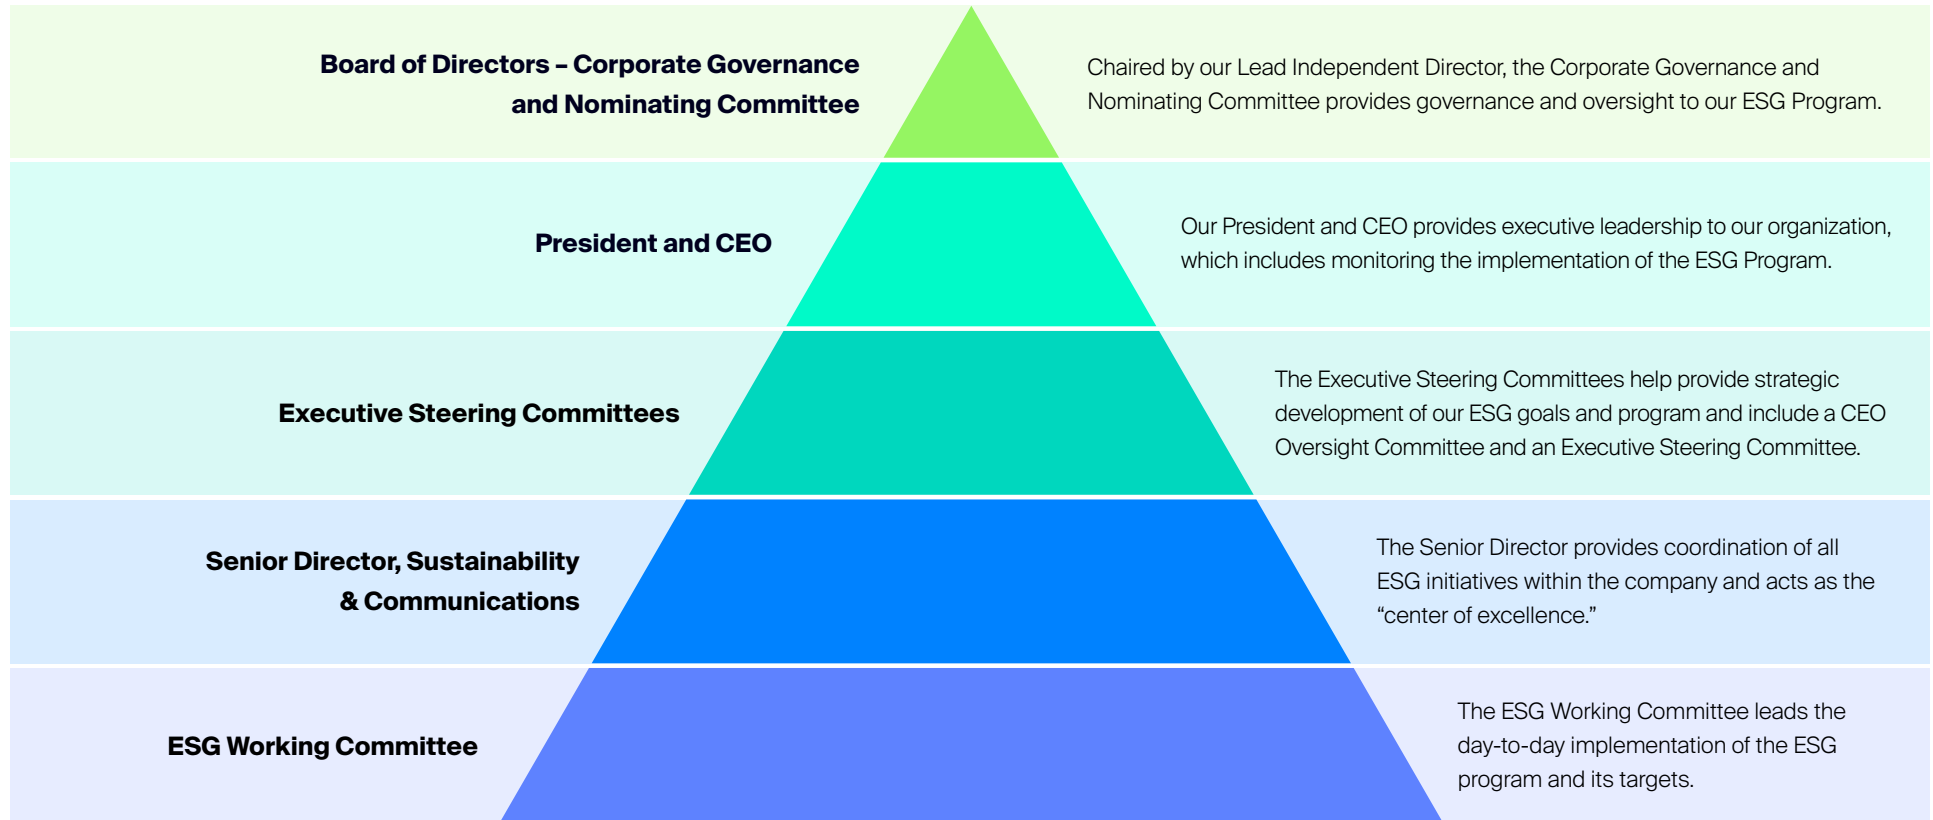 Board of Directors – Corporate Governance
and Nominating Committee
Chaired by our Lead Independent Director, the Corporate Governance and
Nominating Committee provides governance and oversight to our ESG Program.
President and CEO
Our President and CEO provides executive leadership to our organization,
which includes monitoring the implementation of the ESG Program.
Executive Steering Committees
The Executive Steering Committees help provide strategic
development of our ESG goals and program and include a CEO
Oversight Committee and an Executive Steering Committee.
Senior Director, Sustainability
& Communications
The Senior Director provides coordination of all
ESG initiatives within the company and acts as the
“center of excellence.”
ESG Working Committee
The ESG Working Committee leads the
day-to-day implementation of the ESG
program and its targets.